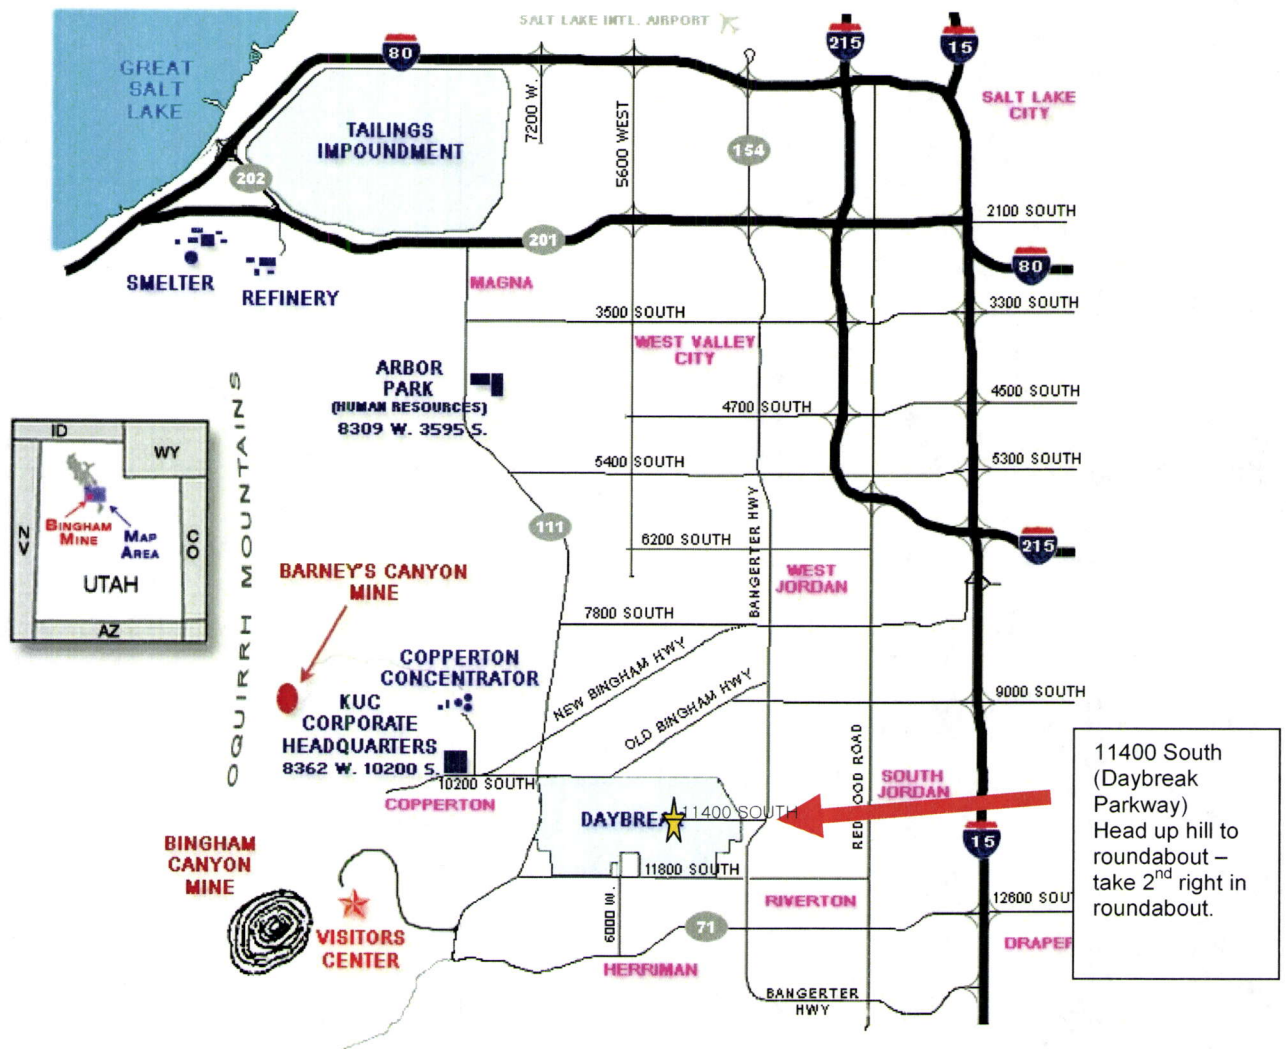 SALT LAKE INTL. AIRPORT
80
215
15
GREAT
SALT
LAKE
7200 W.
5600 WEST
SALT LAKE
CITY
TAILINGS
IMPOUNDMENT
154
202
2100 SOUTH
201
80
SMELTER
REFINERY
MAGNA
3500 SOUTH
3300 SOUTH
WEST VALLEY
CITY
ARBOR
PARK
(HUMAN RESOURCES)
8309 W. 3595 S.
4700 SOUTH
4500 SOUTH
5400 SOUTH
5300 SOUTH
OQUIRRH MOUNTAINS
ID
WY
NV
CO
BINGHAM
MINE
MAP
AREA
UTAH
AZ
111
BANGERTER HWY
6200 SOUTH
215
WEST
JORDAN
BARNEY'S CANYON
MINE
7800 SOUTH
COPPERTON
CONCENTRATOR
NEW BINGHAM HWY
OLD BINGHAM HWY
9000 SOUTH
KUC
CORPORATE
HEADQUARTERS
8362 W. 10200 S.
10200 SOUTH
COPPERTON
REDWOOD ROAD
SOUTH
JORDAN
11400 South
(Daybreak
Parkway)
Head up hill to
roundabout –
take 2nd right in
roundabout.
DAYBREA
11400 SOUTH
15
BINGHAM
CANYON
MINE
11800 SOUTH
6000 W.
RIVERTON
12600 SOUT
71
VISITORS
CENTER
HERRIMAN
DRAPER
BANGERTER
HWY